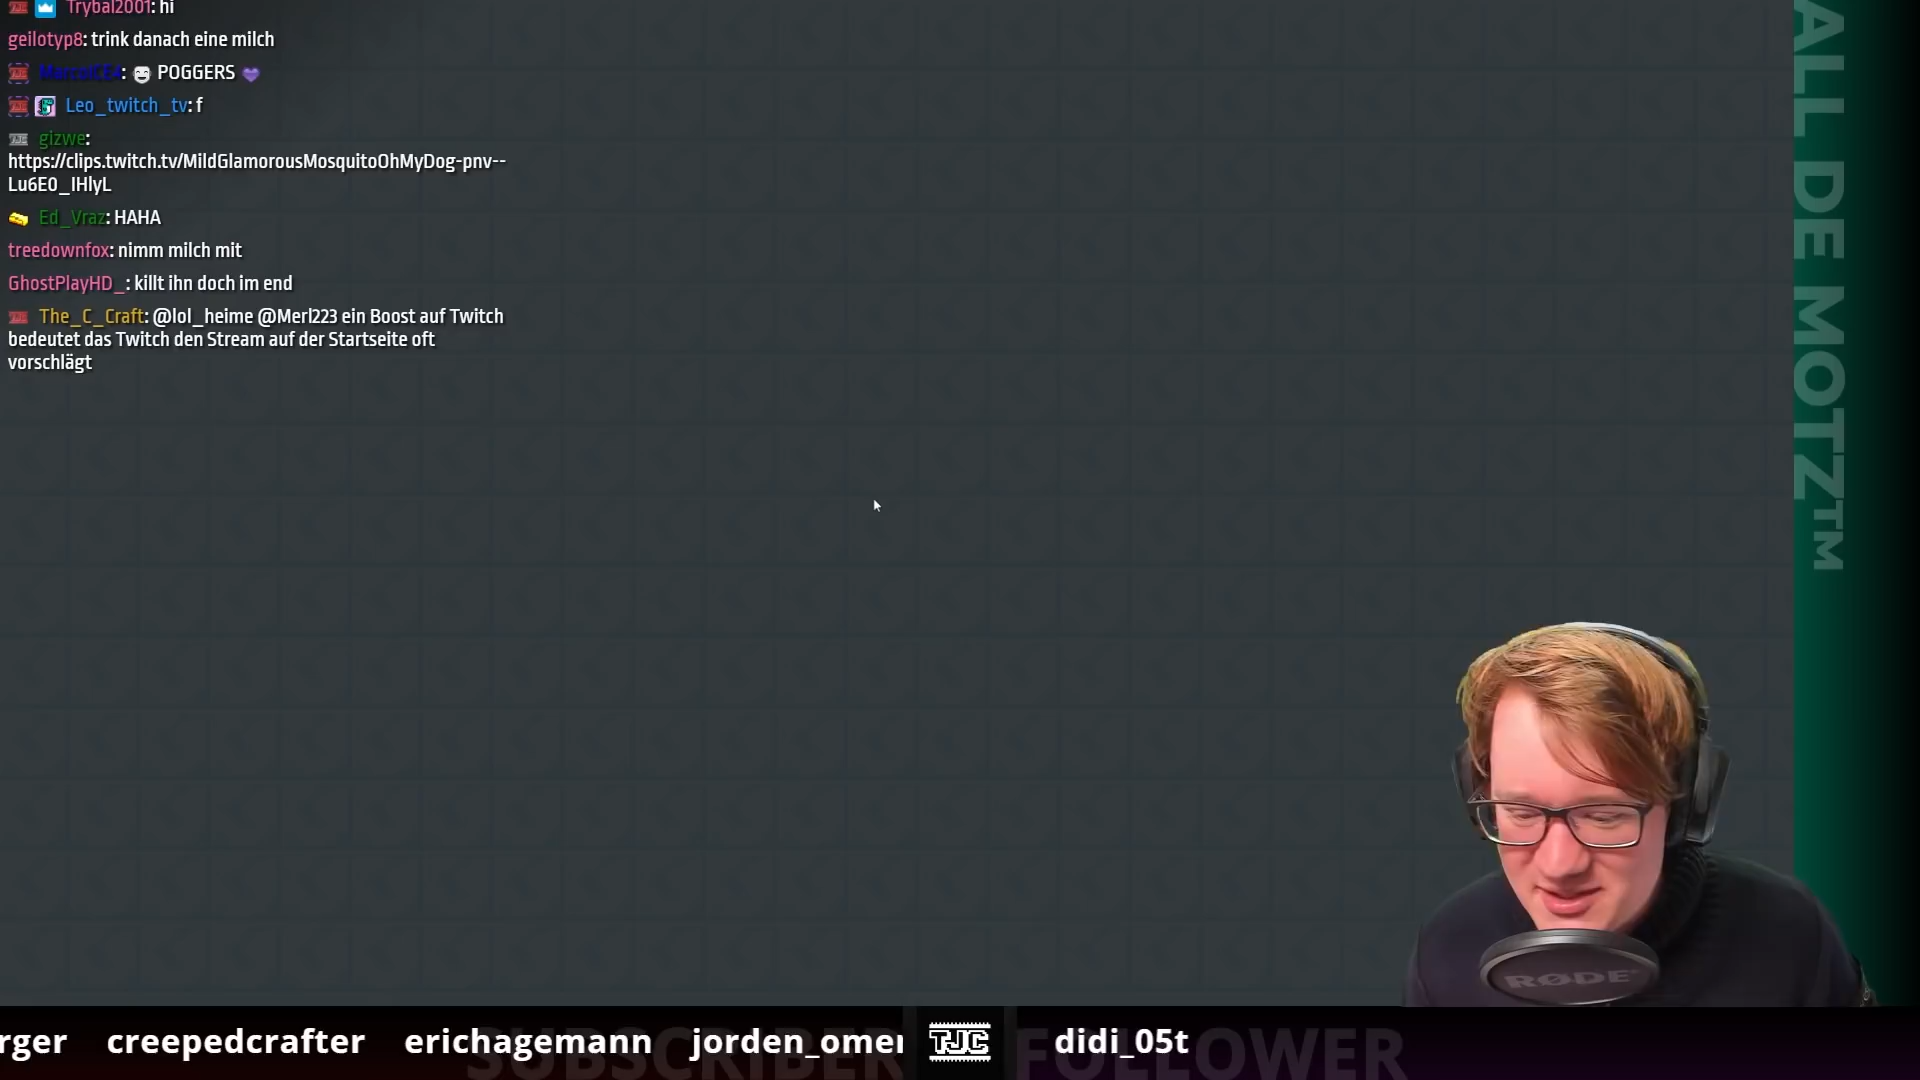 Trybal2001: hi
geilotyp8: trink danach eine milch
MarcoICE4: POGGERS
Leo_twitch_tv: f
gizwe:
https://clips.twitch.tv/MildGlamorousMosquitoOhMyDog-pnv--
Lu6E0_IHlyL
Ed_Vraz: HAHA
treedownfox: nimm milch mit
GhostPlayHD_: killt ihn doch im end
The_C_Craft: @lol_heime @Merl223 ein Boost auf Twitch
bedeutet das Twitch den Stream auf der Startseite oft
vorschlägt
ALL DE MOTZ™
RØDE
rger creepedcrafter erichagemann jorden_omer TJC didi_05t
SUBSCRIBER FOLLOWER